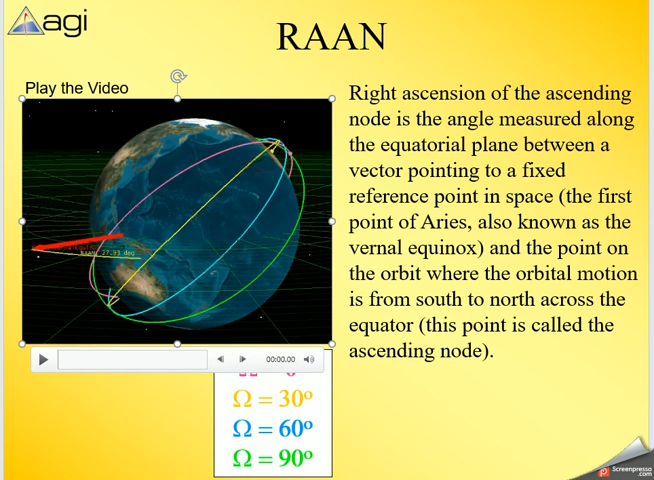 agi
RAAN
Play the Video
Right ascension of the ascending
node is the angle measured along
the equatorial plane between a
vector pointing to a fixed
reference point in space (the first
point of Aries, also known as the
vernal equinox) and the point on
the orbit where the orbital motion
is from south to north across the
equator (this point is called the
ascending node).
00:00.00
Ω = 30º
Ω = 60º
Ω = 90º
Screenpresso
.com